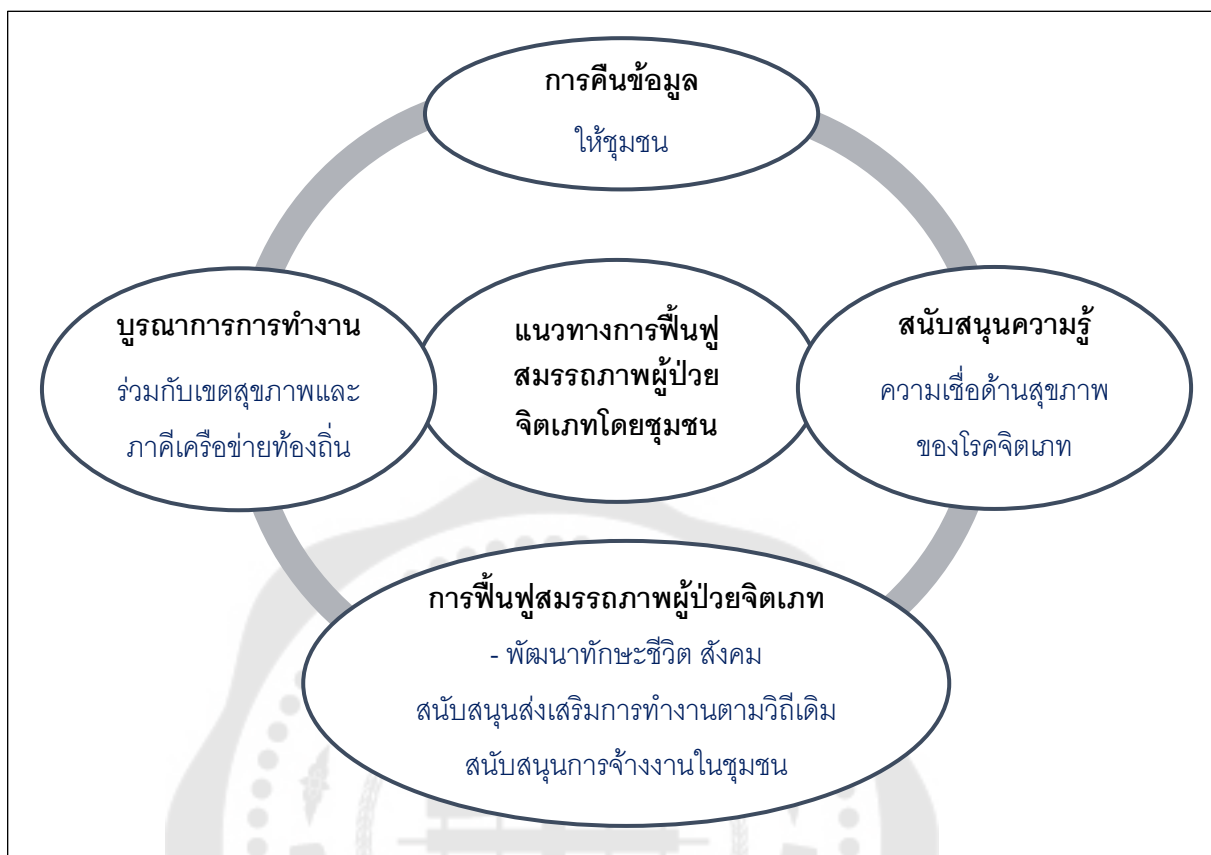 การคืนข้อมูล
ให้ชุมชน
บูรณาการการทำงาน
ร่วมกับเขตสุขภาพและ
ภาคีเครือข่ายท้องถิ่น
แนวทางการฟื้นฟู
สมรรถภาพผู้ป่วย
จิตเภทโดยชุมชน
สนับสนุนความรู้
ความเชื่อด้านสุขภาพ
ของโรคจิตเภท
การฟื้นฟูสมรรถภาพผู้ป่วยจิตเภท
- พัฒนาทักษะชีวิต สังคม
สนับสนุนส่งเสริมการทำงานตามวิถีเดิม
สนับสนุนการจ้างงานในชุมชน